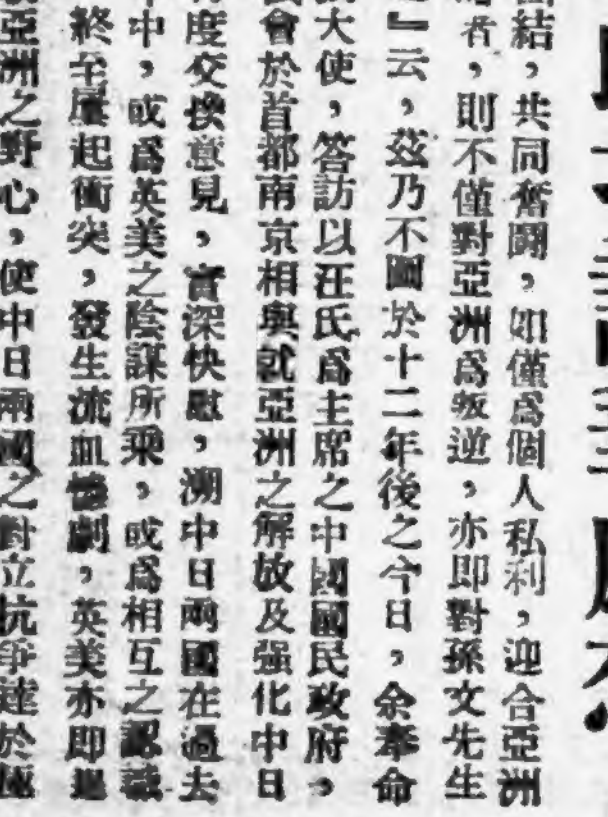 結，共同奮鬪，如僅爲個人私利，迎合亞洲
者，則不僅對亞洲爲叛逆，亦即對孫文先生
』云，茲乃不圖於十二年後之今日，余奉命
大使，答訪以汪氏爲主席之中國國民政府，
會於首都南京相與就亞洲之解放及強化中日
度交換意見，實深快慰，溯中日兩國在過去
中，或爲英美之陰謀所乘，或爲相互之認識
終至屢起衝突，發生流血慘劇，英美亦即
亞洲之野心，使中日兩國之對立抗爭達於極